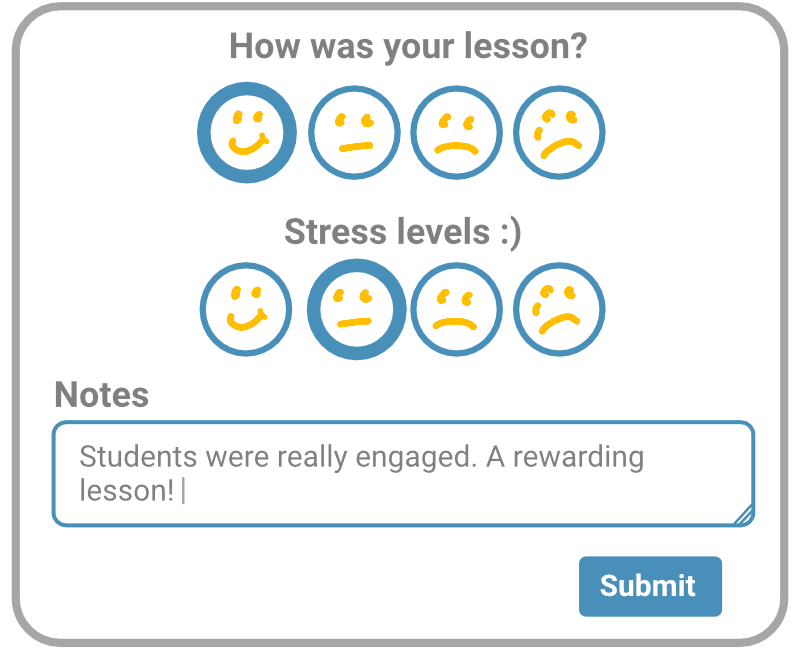 How was your lesson?
Stress levels :)
Notes
Students were really engaged. A rewarding
lesson!
Submit